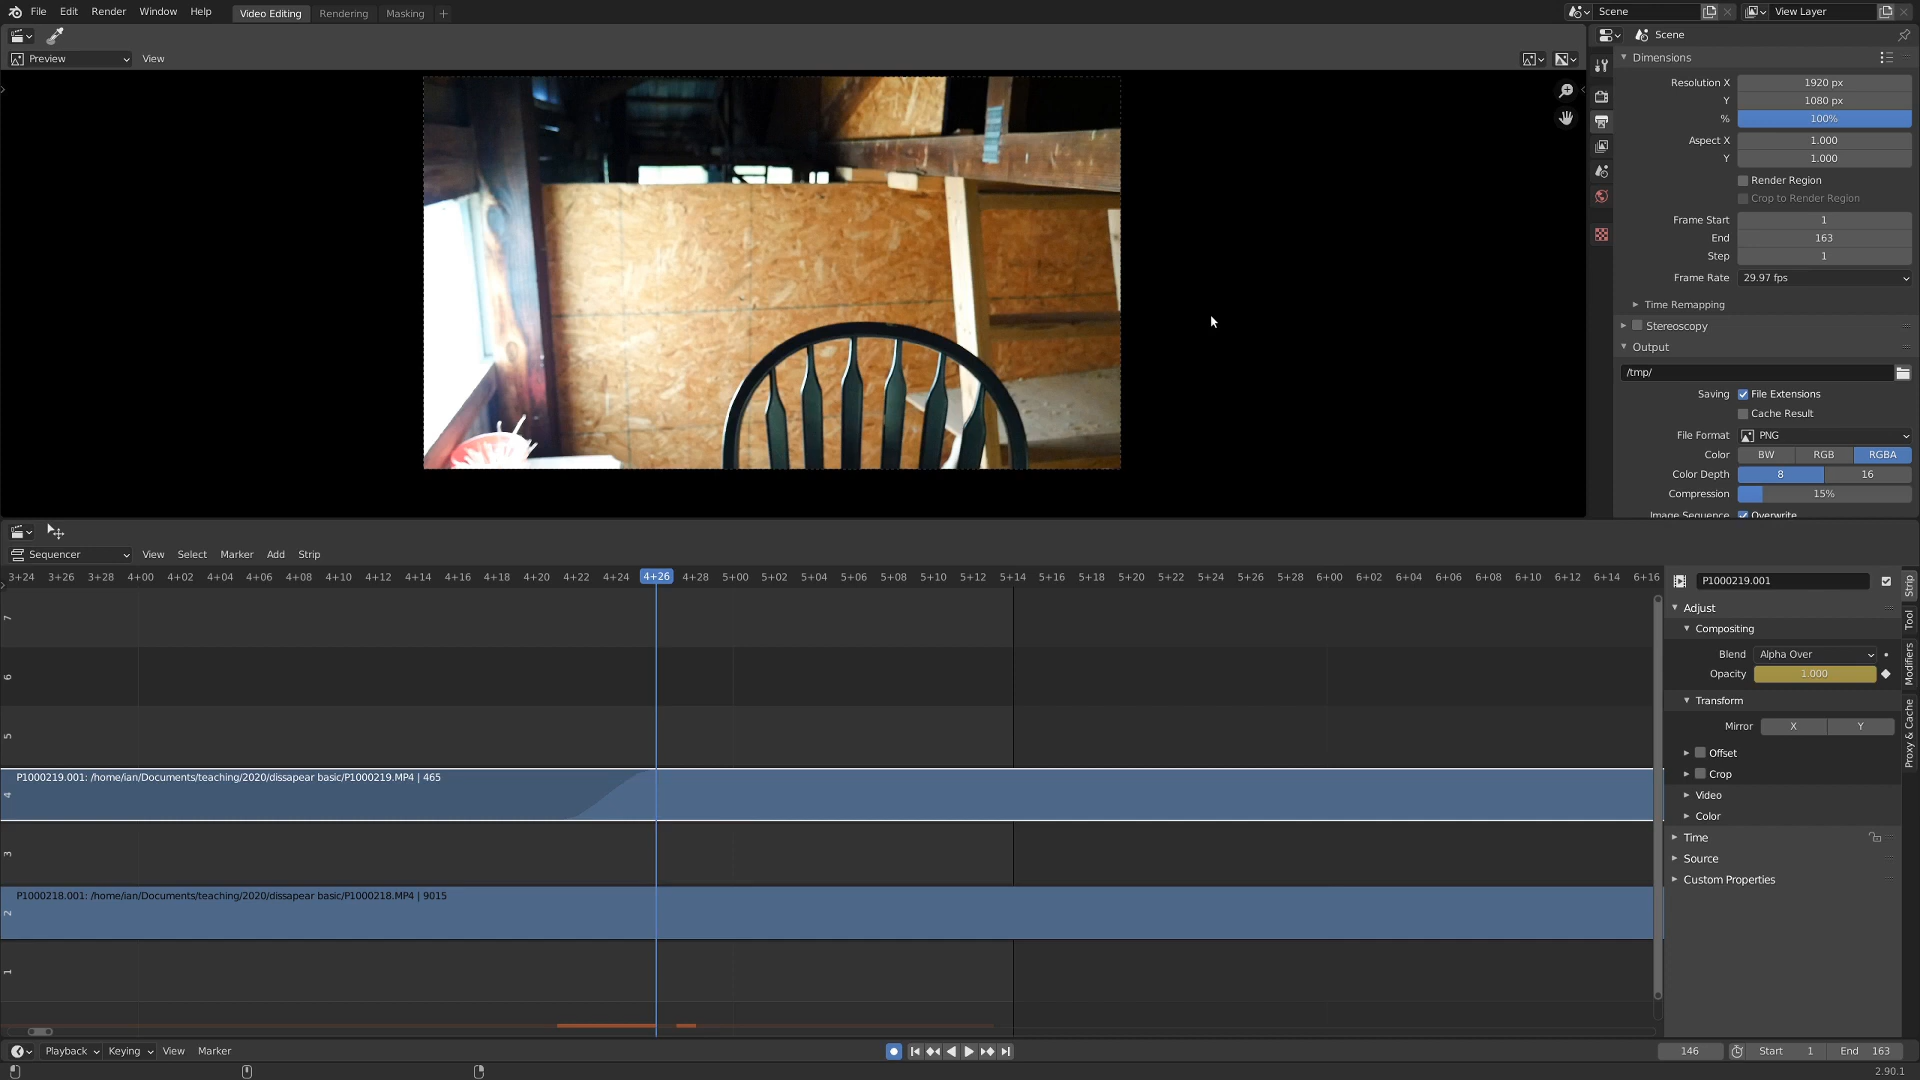 File Edit Render Window Help Video Editing Rendering Masking + Scene View Layer
Scene
Preview View
Dimensions
Resolution X 1920 px
Y 1080 px
% 100%
Aspect X 1.000
Y 1.000
Render Region
Crop to Render Region
Frame Start 1
End 163
Step 1
Frame Rate 29.97 fps
Time Remapping
Stereoscopy
Output
/tmp/
Saving File Extensions
Cache Result
File Format PNG
Color BW RGB RGBA
Color Depth 8 16
Compression 15%
Image Sequence Overwrite
Sequencer View Select Marker Add Strip
3+24 3+26 3+28 4+00 4+02 4+04 4+06 4+08 4+10 4+12 4+14 4+16 4+18 4+20 4+22 4+24 4+26 4+28 5+00 5+02 5+04 5+06 5+08 5+10 5+12 5+14 5+16 5+18 5+20 5+22 5+24 5+26 5+28 6+00 6+02 6+04 6+06 6+08 6+10 6+12 6+14 6+16
7
6
5
4
P1000219.001: /home/ian/Documents/teaching/2020/dissapear basic/P1000219.MP4 | 465
3
P1000218.001: /home/ian/Documents/teaching/2020/dissapear basic/P1000218.MP4 | 9015
2
1
P1000219.001
Adjust
Compositing
Blend Alpha Over
Opacity 1.000
Transform
Mirror X Y
Offset
Crop
Video
Color
Time
Source
Custom Properties
Strip
Tool
Modifiers
Proxy & Cache
Playback Keying View Marker 146 Start 1 End 163
2.90.1